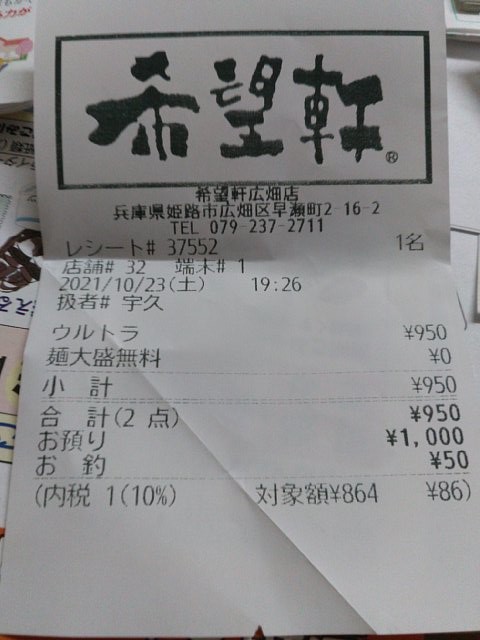 希望軒®
希望軒広畑店
兵庫県姫路市広畑区早瀬町2-16-2
TEL 079-237-2711
レシート# 37552 1名
店舗# 32 端末# 1
2021/10/23(土) 19:26
扱者# 宇久
ウルトラ ¥950
麺大盛無料 ¥0
小 計 ¥950
合 計(2 点) ¥950
お預り ¥1,000
お 釣 ¥50
(内税 1(10%) 対象額¥864 ¥86)